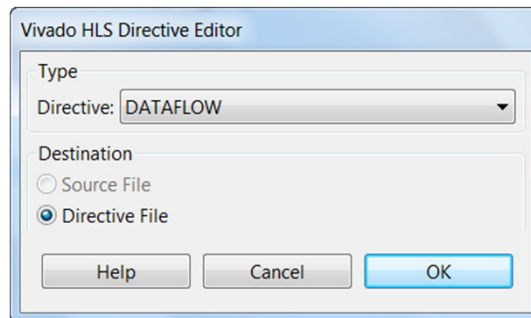 Vivado HLS Directive Editor
Type
Directive: DATAFLOW
Destination
Source File
Directive File
Help Cancel OK